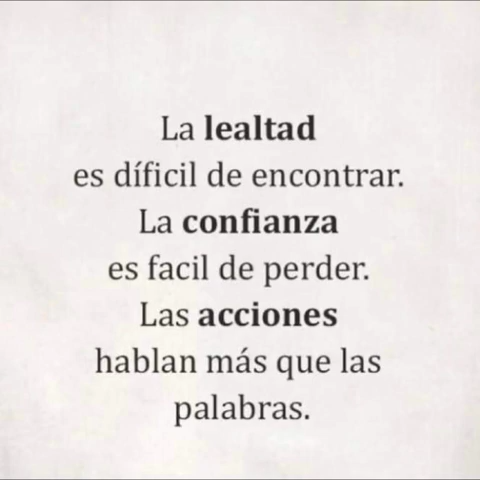 La lealtad
es díficil de encontrar.
La confianza
es facil de perder.
Las acciones
hablan más que las
palabras.